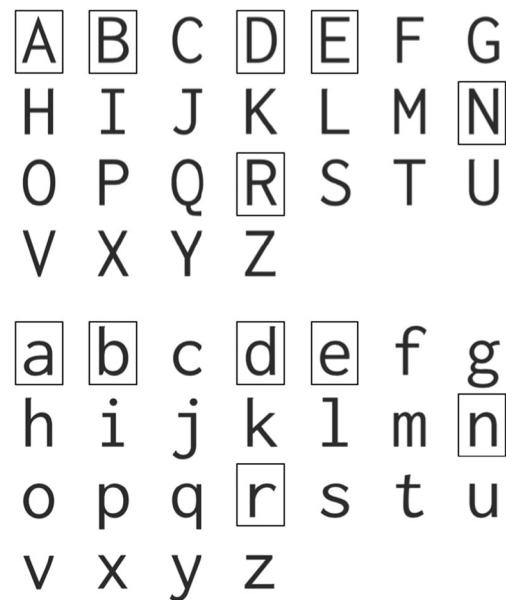 A B C D E F G
H I J K L M N
O P Q R S T U
V X Y Z
a b c d e f g
h i j k l m n
o p q r s t u
v x y z